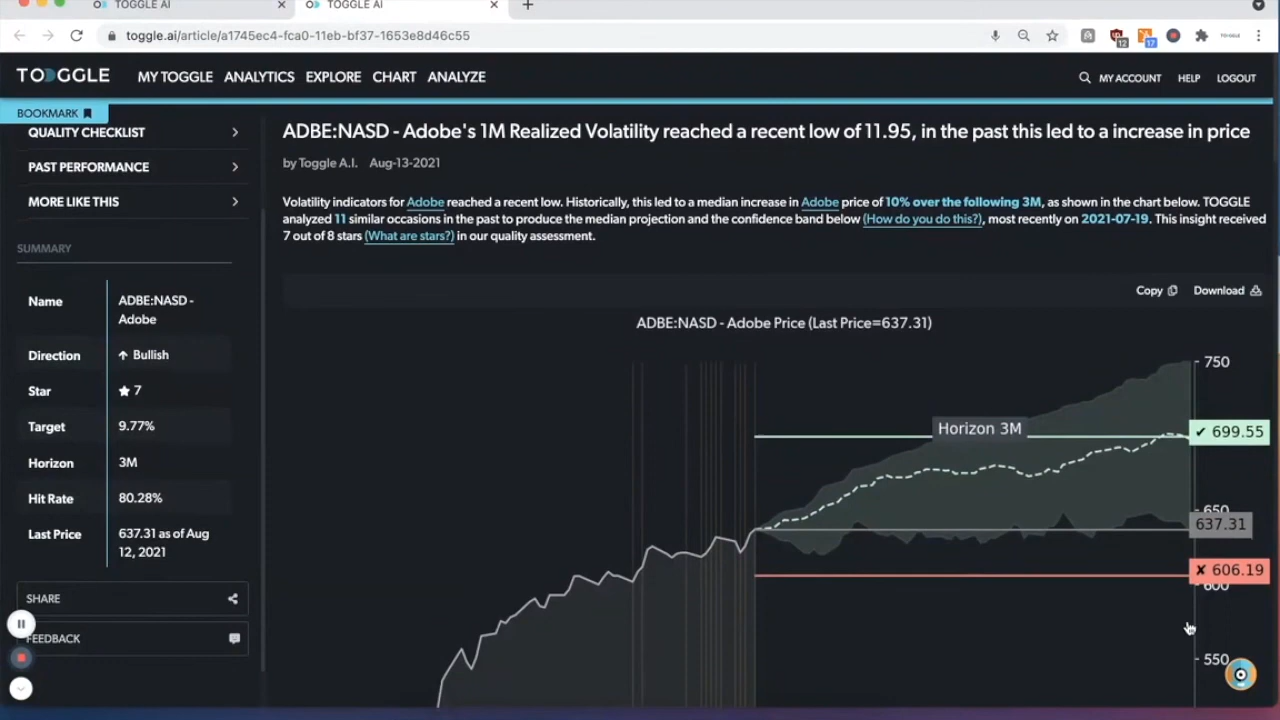 TOGGLE AI
TOGGLE AI
toggle.ai/article/a1745ec4-fca0-11eb-bf37-1653e8d46c55
12
17
TOGGLE
MY TOGGLE ANALYTICS EXPLORE CHART ANALYZE
MY ACCOUNT HELP LOGOUT
BOOKMARK
QUALITY CHECKLIST
PAST PERFORMANCE
MORE LIKE THIS
SUMMARY
Name ADBE:NASD -
Adobe
Direction Bullish
Star 7
Target 9.77%
Horizon 3M
Hit Rate 80.28%
Last Price 637.31 as of Aug
12, 2021
SHARE
FEEDBACK
ADBE:NASD - Adobe's 1M Realized Volatility reached a recent low of 11.95, in the past this led to a increase in price
by Toggle A.I. Aug-13-2021
Volatility indicators for Adobe reached a recent low. Historically, this led to a median increase in Adobe price of 10% over the following 3M, as shown in the chart below. TOGGLE
analyzed 11 similar occasions in the past to produce the median projection and the confidence band below (How do you do this?), most recently on 2021-07-19. This insight received
7 out of 8 stars (What are stars?) in our quality assessment.
Copy Download
ADBE:NASD - Adobe Price (Last Price=637.31)
750
Horizon 3M
✔ 699.55
650
637.31
✘ 606.19
600
550